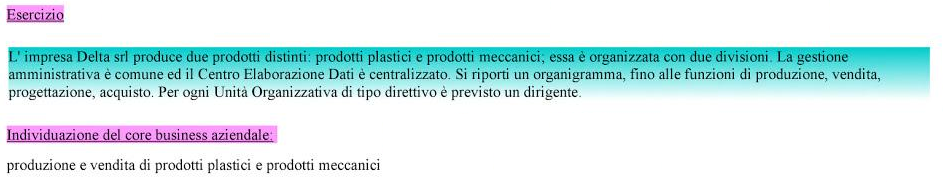 Esercizio
L' impresa Delta srl produce due prodotti distinti: prodotti plastici e prodotti meccanici; essa è organizzata con due divisioni. La gestione
amministrativa è comune ed il Centro Elaborazione Dati è centralizzato. Si riporti un organigramma, fino alle funzioni di produzione, vendita,
progettazione, acquisto. Per ogni Unità Organizzativa di tipo direttivo è previsto un dirigente.
Individuazione del core business aziendale:
produzione e vendita di prodotti plastici e prodotti meccanici